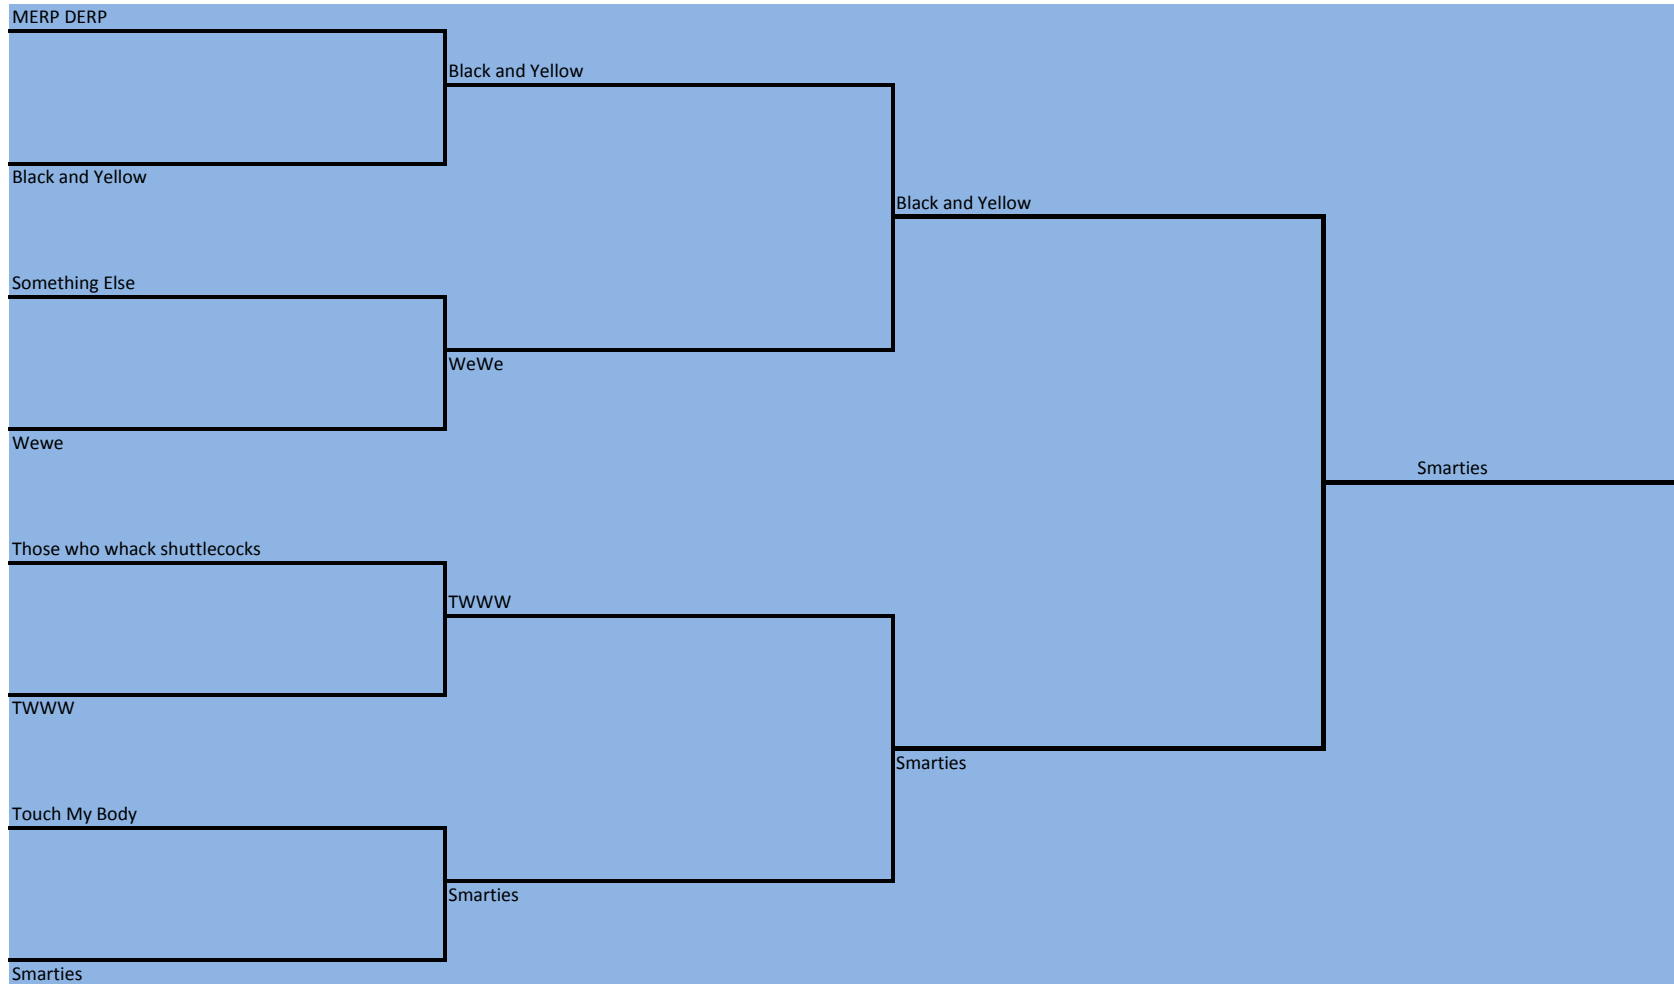 MERP DERP
Black and Yellow
Black and Yellow
Black and Yellow
Something Else
WeWe
Wewe
Smarties
Those who whack shuttlecocks
TWWW
TWWW
Smarties
Touch My Body
Smarties
Smarties